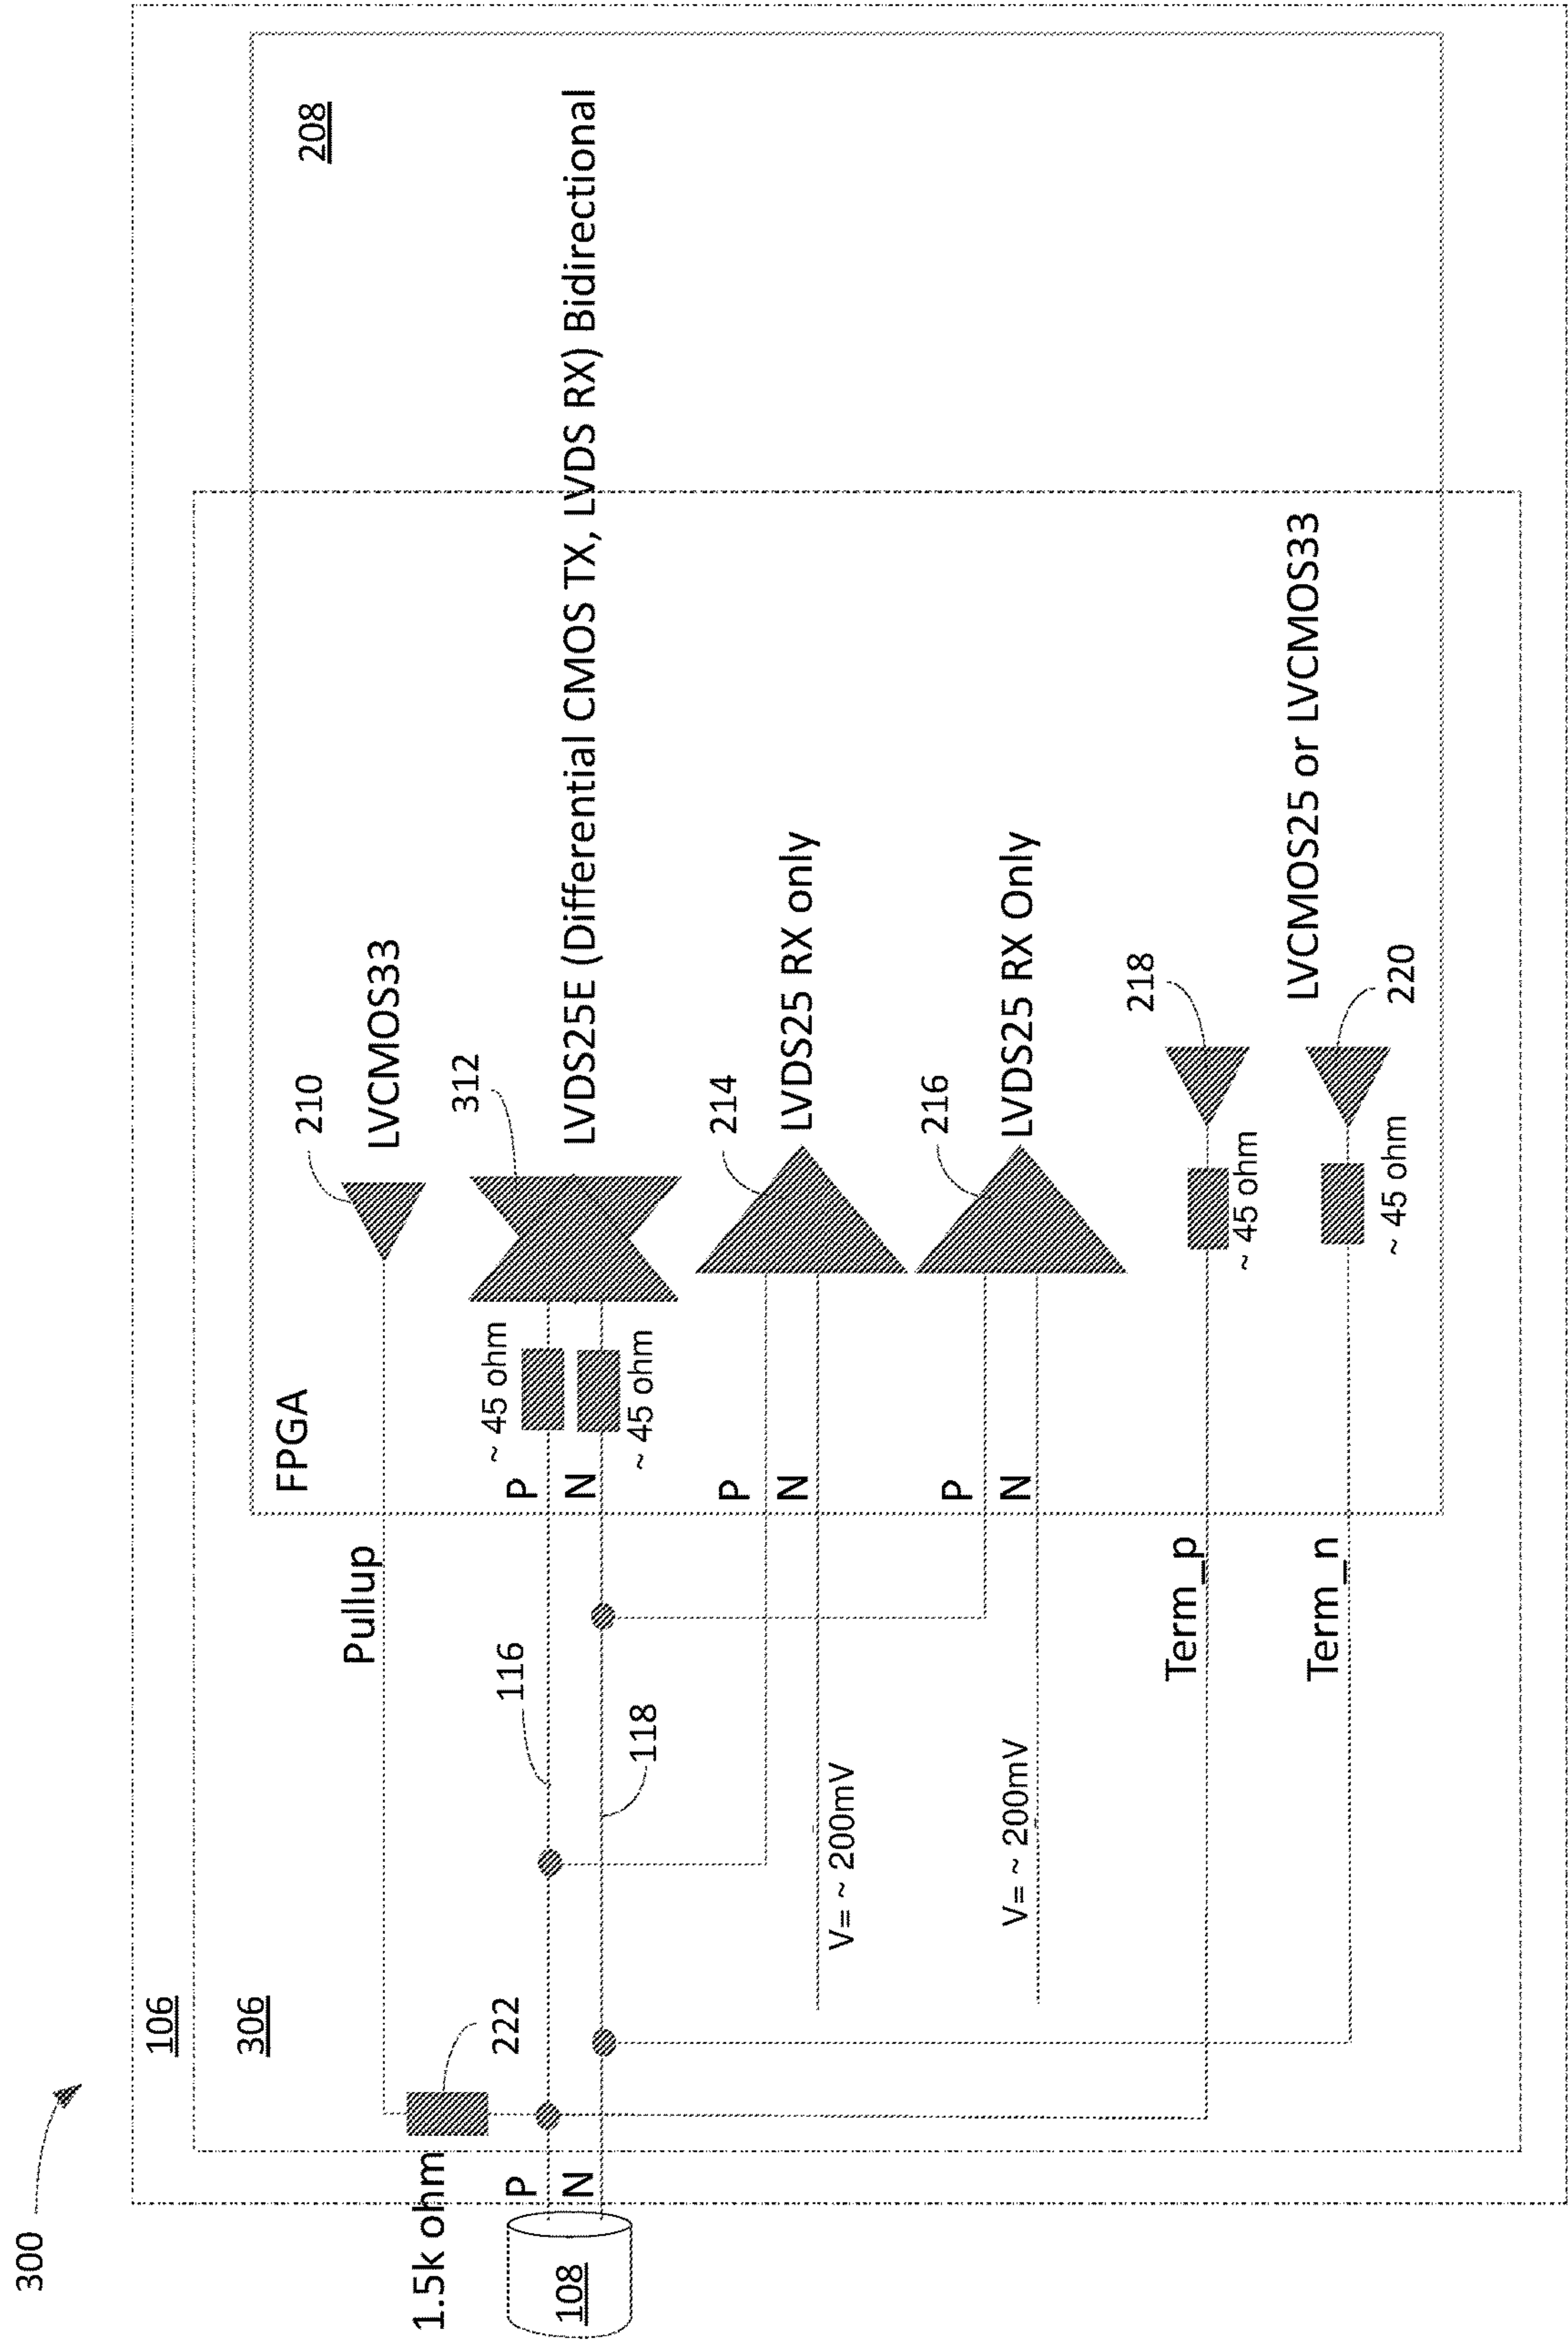 300
106
306
208
FPGA
Pullup
210
LVCMOS33
1.5k ohm
222
312
LVDS25E (Differential CMOS TX, LVDS RX) Bidirectional
108
P
N
116
118
P
N
~ 45 ohm
~ 45 ohm
214
LVDS25 RX only
P
N
V= ~ 200mV
216
LVDS25 RX Only
P
N
V= ~ 200mV
Term_p
~ 45 ohm
218
LVCMOS25 or LVCMOS33
Term_n
~ 45 ohm
220